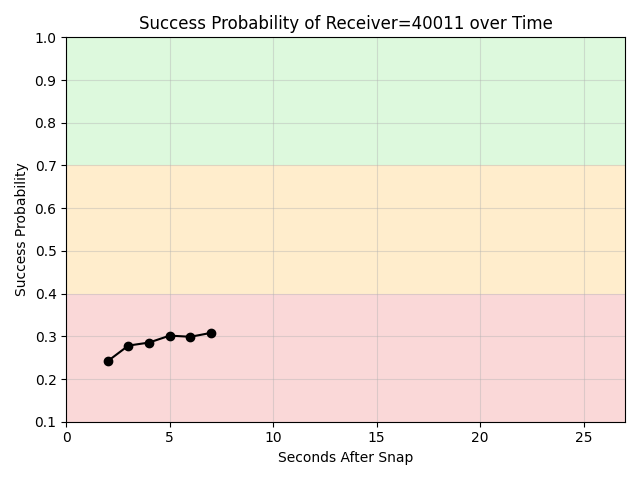 Success Probability of Receiver=40011 over Time
1.0
0.9
0.8
0.7
0.6
0.5
0.4
0.3
0.2
0.1
Success Probability
0 5 10 15 20 25
Seconds After Snap